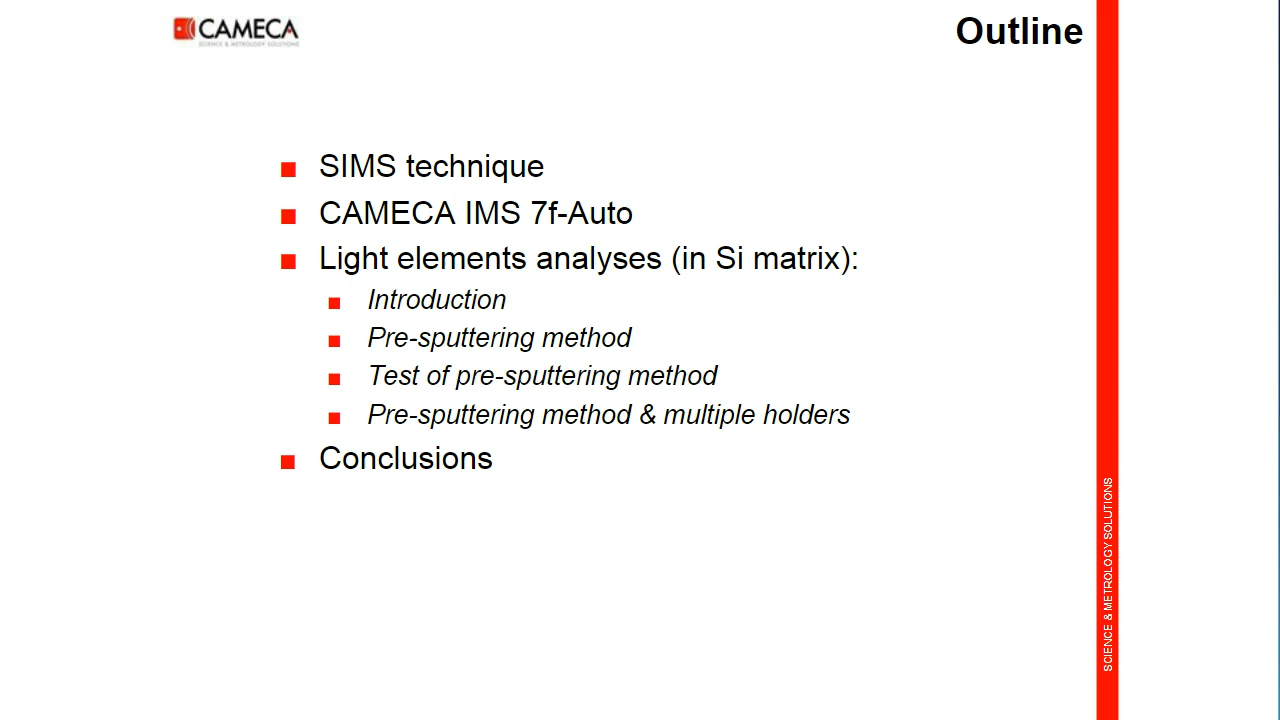 CAMECA
SCIENCE & METROLOGY SOLUTIONS
Outline
SIMS technique
CAMECA IMS 7f-Auto
Light elements analyses (in Si matrix):
Introduction
Pre-sputtering method
Test of pre-sputtering method
Pre-sputtering method & multiple holders
Conclusions
SCIENCE & METROLOGY SOLUTIONS